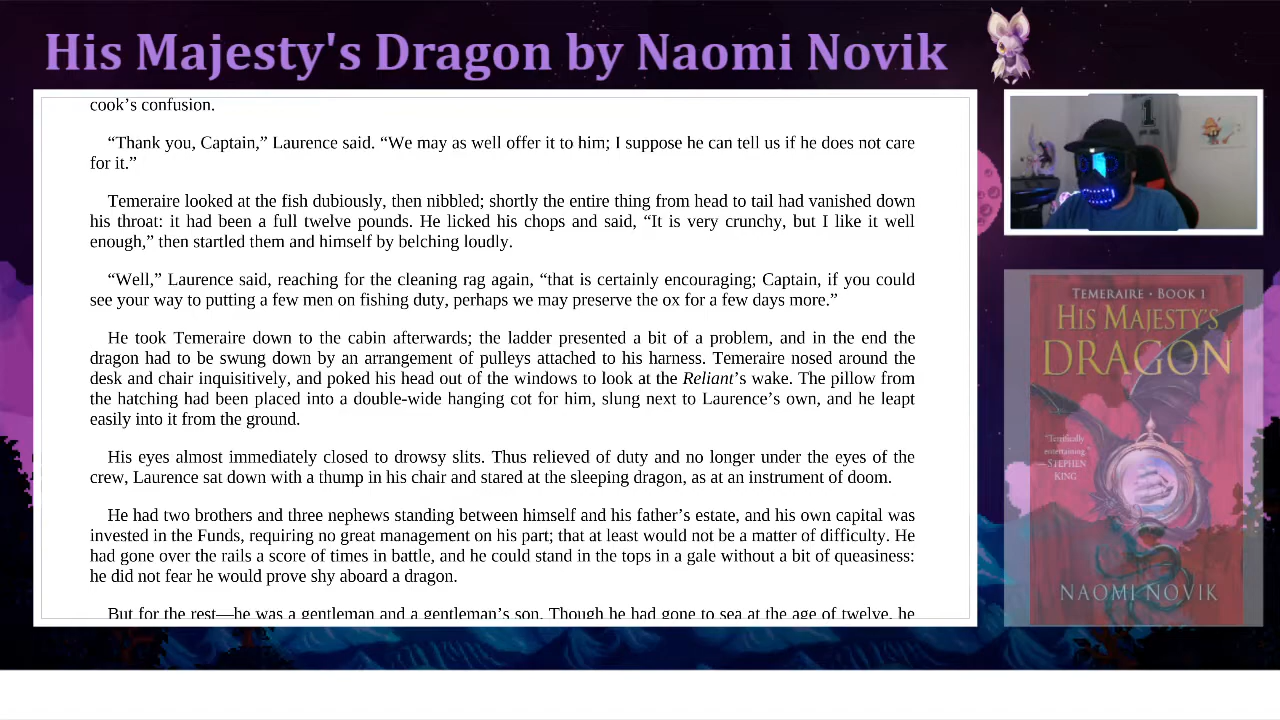 His Majesty's Dragon by Naomi Novik
cook’s confusion.
“Thank you, Captain,” Laurence said. “We may as well offer it to him; I suppose he can tell us if he does not care
for it.”
Temeraire looked at the fish dubiously, then nibbled; shortly the entire thing from head to tail had vanished down
his throat: it had been a full twelve pounds. He licked his chops and said, “It is very crunchy, but I like it well
enough,” then startled them and himself by belching loudly.
“Well,” Laurence said, reaching for the cleaning rag again, “that is certainly encouraging; Captain, if you could
see your way to putting a few men on fishing duty, perhaps we may preserve the ox for a few days more.”
He took Temeraire down to the cabin afterwards; the ladder presented a bit of a problem, and in the end the
dragon had to be swung down by an arrangement of pulleys attached to his harness. Temeraire nosed around the
desk and chair inquisitively, and poked his head out of the windows to look at the Reliant’s wake. The pillow from
the hatching had been placed into a double-wide hanging cot for him, slung next to Laurence’s own, and he leapt
easily into it from the ground.
His eyes almost immediately closed to drowsy slits. Thus relieved of duty and no longer under the eyes of the
crew, Laurence sat down with a thump in his chair and stared at the sleeping dragon, as at an instrument of doom.
He had two brothers and three nephews standing between himself and his father’s estate, and his own capital was
invested in the Funds, requiring no great management on his part; that at least would not be a matter of difficulty. He
had gone over the rails a score of times in battle, and he could stand in the tops in a gale without a bit of queasiness:
he did not fear he would prove shy aboard a dragon.
But for the rest—he was a gentleman and a gentleman’s son. Though he had gone to sea at the age of twelve, he
1
TEMERAIRE • BOOK 1
HIS MAJESTY'S
DRAGON
“Terrifically
entertaining.”
—STEPHEN
KING
NAOMI NOVIK